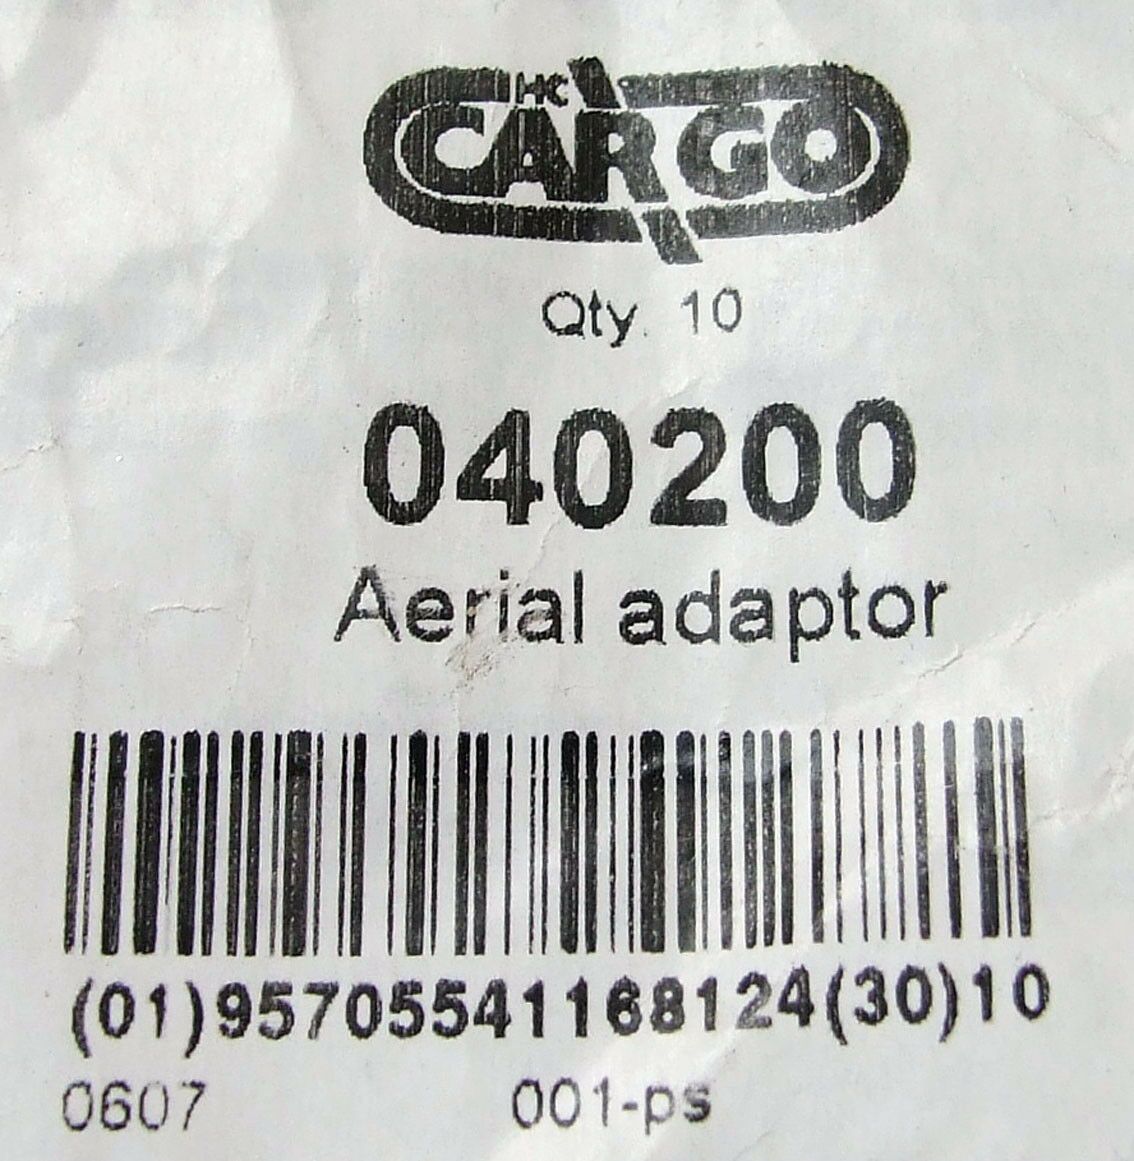 HC
CARGO
Qty. 10
040200
Aerial adaptor
(01)95705541168124(30)10
0607 001-ps